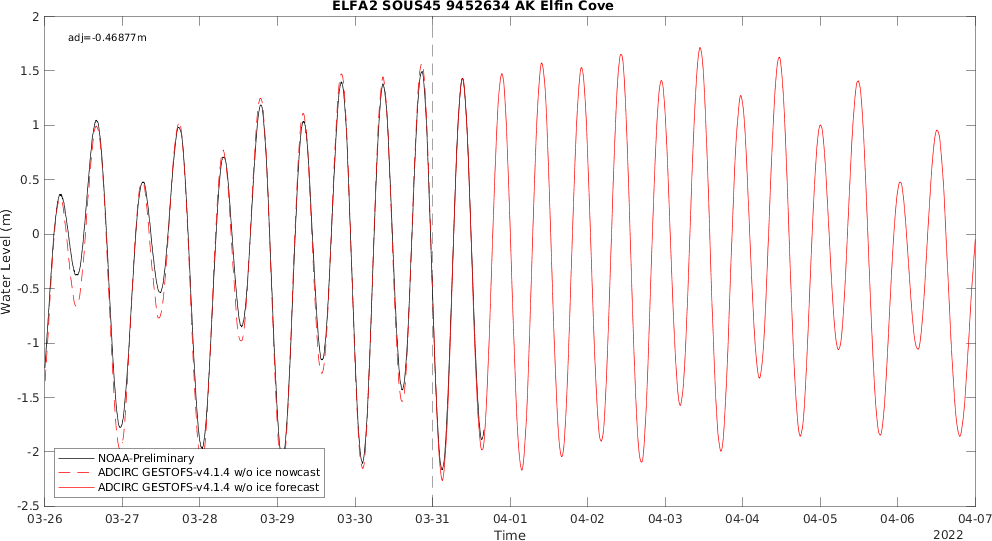 ELFA2 SOUS45 9452634 AK Elfin Cove
adj=-0.46877m
2
1.5
1
0.5
0
-0.5
-1
-1.5
-2
-2.5
Water Level (m)
NOAA-Preliminary
ADCIRC GESTOFS-v4.1.4 w/o ice nowcast
ADCIRC GESTOFS-v4.1.4 w/o ice forecast
03-26 03-27 03-28 03-29 03-30 03-31 04-01 04-02 04-03 04-04 04-05 04-06 04-07
Time
2022